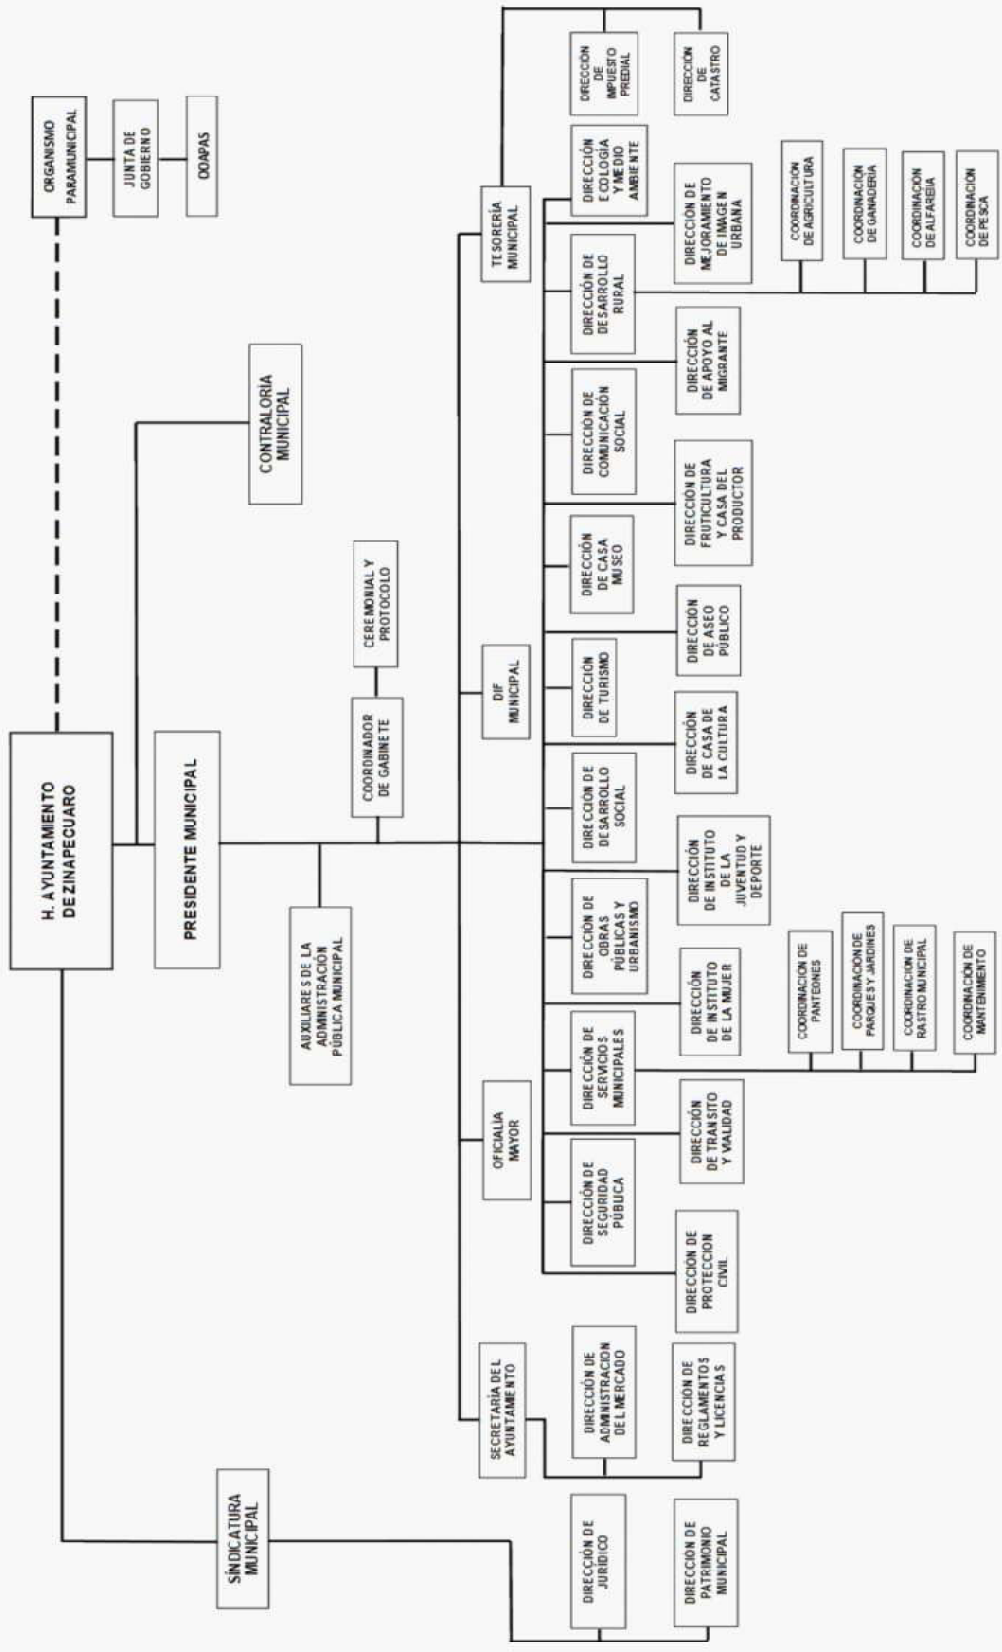 H. AYUNTAMIENTO
DE ZINAPECUARO
ORGANISMO
PARAMUNICIPAL
JUNTA DE
GOBIERNO
OOAPAS
PRESIDENTE MUNICIPAL
SÍNDICATURA
MUNICIPAL
CONTRALORÍA
MUNICIPAL
AUXILIARES DE LA
ADMINISTRACIÓN
PÚBLICA MUNICIPAL
COORDINADOR
DE GABINETE
CEREMONIAL Y
PROTOCOLO
SECRETARÍA DEL
AYUNTAMIENTO
OFICIALÍA
MAYOR
DIF
MUNICIPAL
TESORERÍA
MUNICIPAL
DIRECCIÓN DE
JURÍDICO
DIRECCIÓN DE
ADMINISTRACION
DEL MERCADO
DIRECCIÓN DE
SEGURIDAD
PÚBLICA
DIRECCIÓN DE
SERVICIOS
MUNICIPALES
DIRECCIÓN DE
OBRAS
PÚBLICAS Y
URBANISMO
DIRECCIÓN DE
DESARROLLO
SOCIAL
DIRECCIÓN
DE TURISMO
DIRECCIÓN
DE CASA
MUSEO
DIRECCIÓN DE
COMUNICACIÓN
SOCIAL
DIRECCIÓN DE
DESARROLLO
RURAL
DIRECCIÓN
ECOLOGÍA
Y MEDIO
AMBIENTE
DIRECCIÓN
DE
IMPUESTO
PREDIAL
DIRECCIÓN DE
PATRIMONIO
MUNICIPAL
DIRECCIÓN DE
REGLAMENTOS
Y LICENCIAS
DIRECCIÓN DE
PROTECCION
CIVIL
DIRECCIÓN
DE TRANSITO
Y VIALIDAD
DIRECCIÓN
DE INSTITUTO
DE LA MUJER
DIRECCIÓN
DE INSTITUTO
DE LA
JUVENTUD Y
DEPORTE
DIRECCIÓN
DE CASA DE
LA CULTURA
DIRECCIÓN
DE ASEO
PÚBLICO
DIRECCIÓN DE
FRUTICULTURA
Y CASA DEL
PRODUCTOR
DIRECCIÓN
DE APOYO AL
MIGRANTE
DIRECCIÓN DE
MEJORAMIENTO
DE IMAGEN
URBANA
DIRECCIÓN
DE
CATASTRO
COORDINACION DE
PANTEONES
COORDINACIÓN DE
PARQUES Y JARDINES
COORDINACION DE
RASTRO MUNICIPAL
COORDINACIÓN DE
MANTENIMIENTO
COORDINACIÓN
DE AGRICULTURA
COORDINACIÓN
DE GANADERÍA
COORDINACIÓN
DE ALFARERIA
COORDINACIÓN
DE PESCA